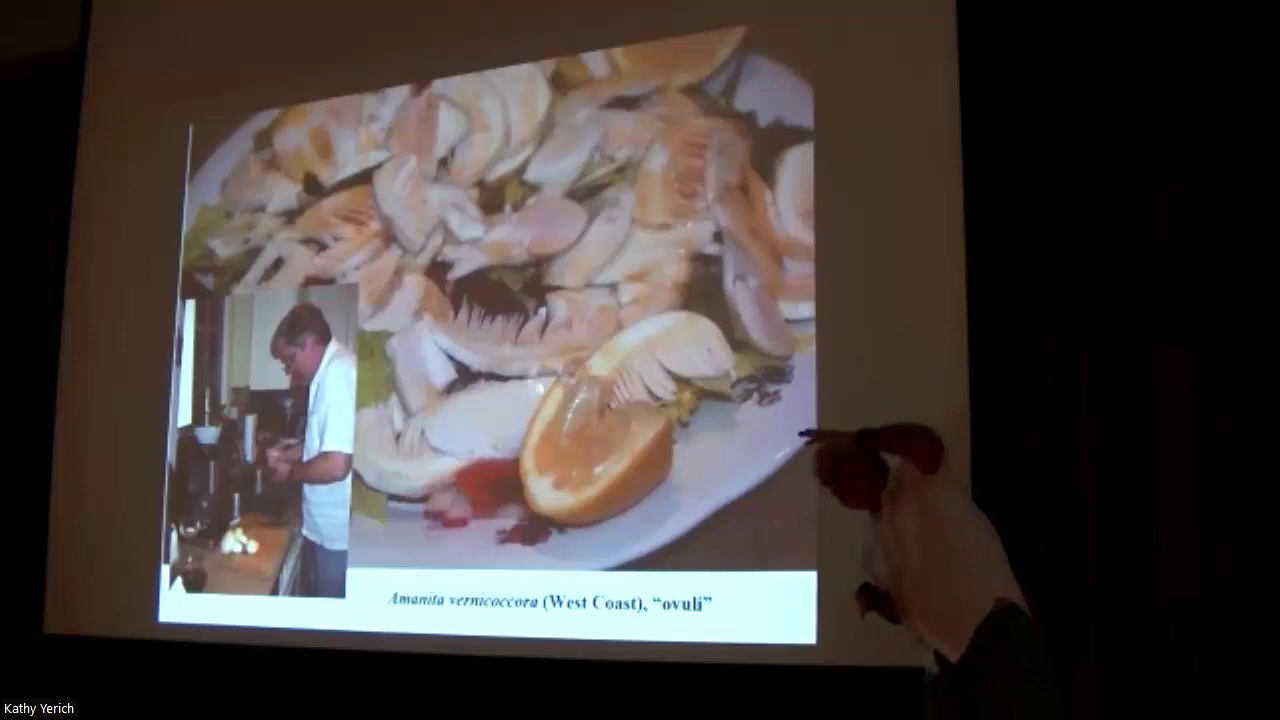 Amanita vernicoccora (West Coast), “ovuli”
Kathy Yerich